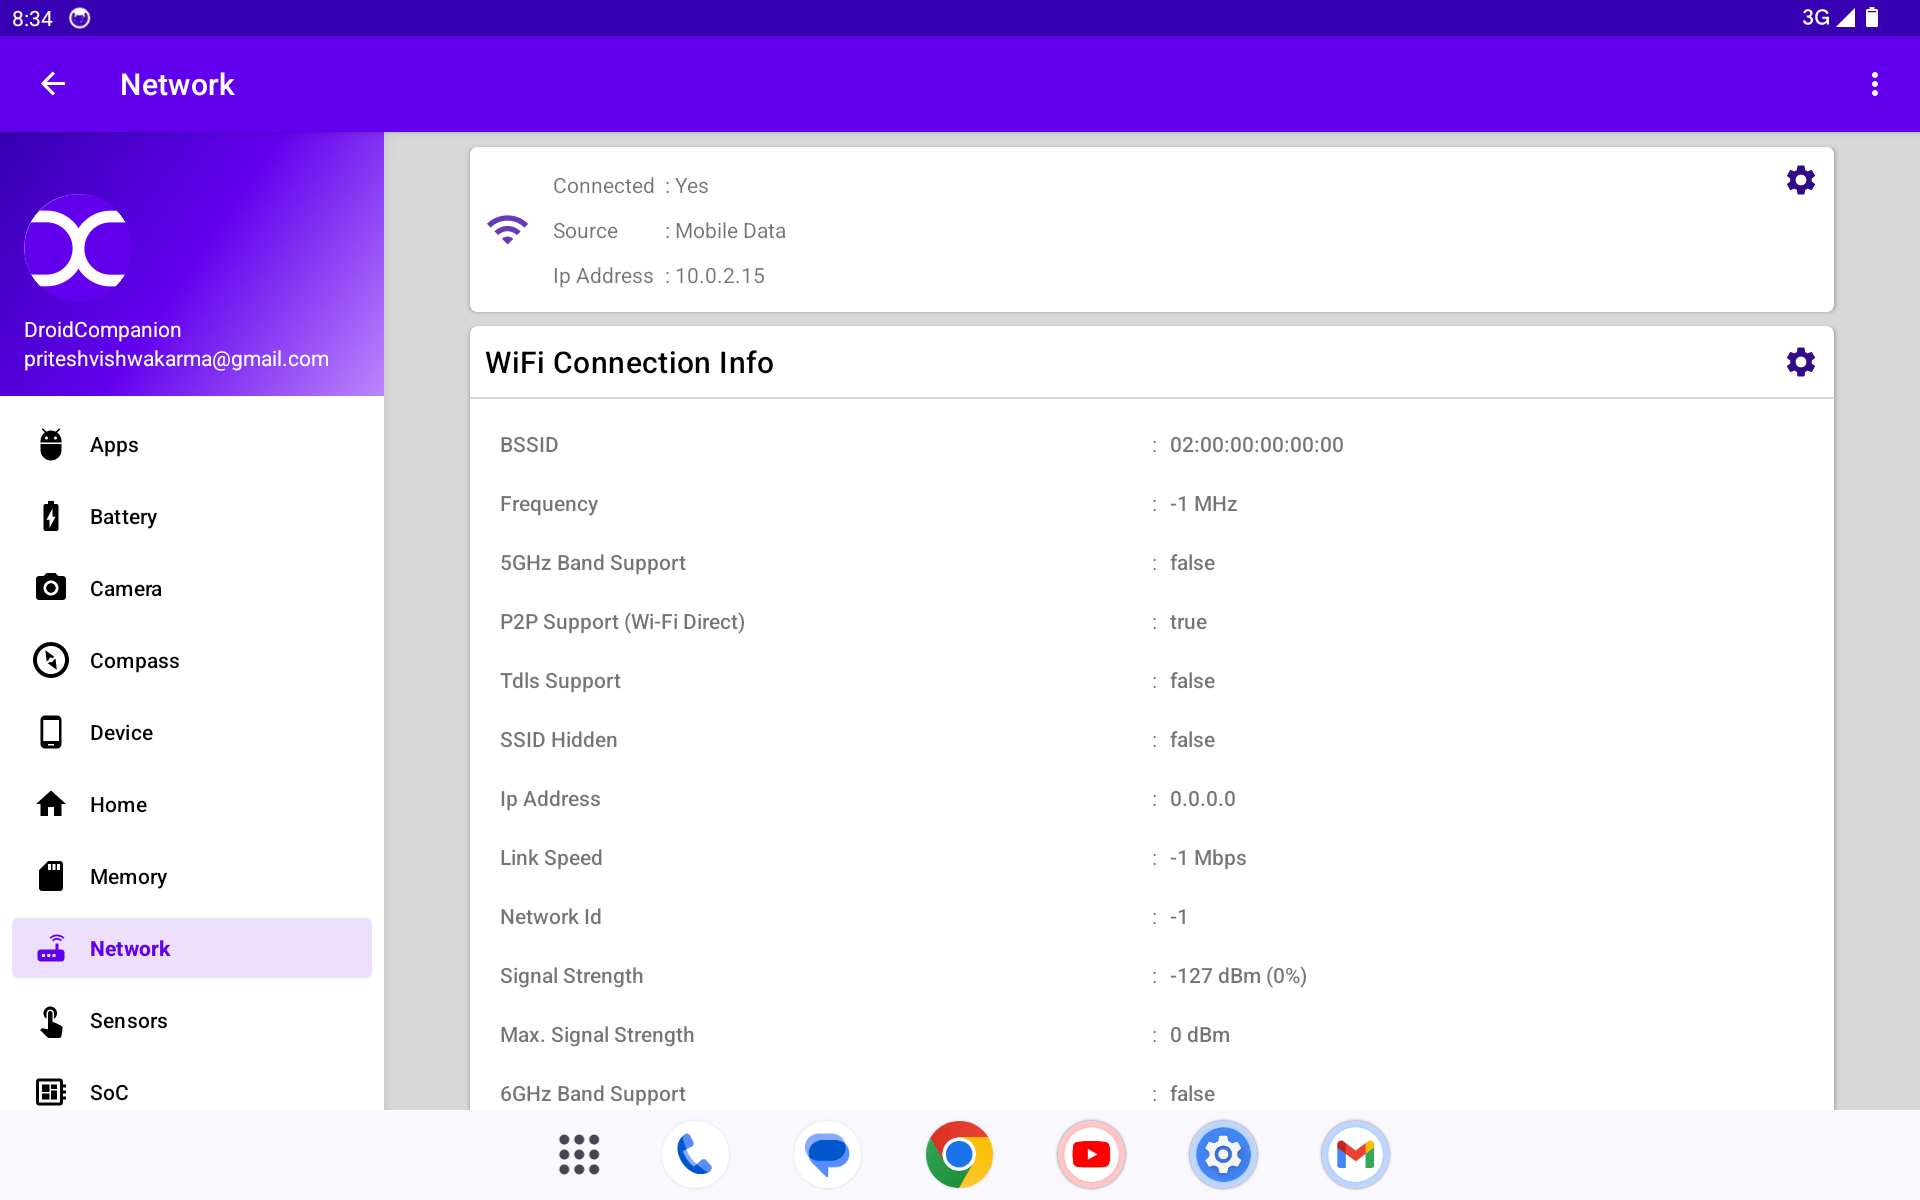 8:34
3G
Network
DroidCompanion
priteshvishwakarma@gmail.com
Apps
Battery
Camera
Compass
Device
Home
Memory
Network
Sensors
SoC
Connected : Yes
Source : Mobile Data
Ip Address : 10.0.2.15
WiFi Connection Info
BSSID : 02:00:00:00:00:00
Frequency : -1 MHz
5GHz Band Support : false
P2P Support (Wi-Fi Direct) : true
Tdls Support : false
SSID Hidden : false
Ip Address : 0.0.0.0
Link Speed : -1 Mbps
Network Id : -1
Signal Strength : -127 dBm (0%)
Max. Signal Strength : 0 dBm
6GHz Band Support : false